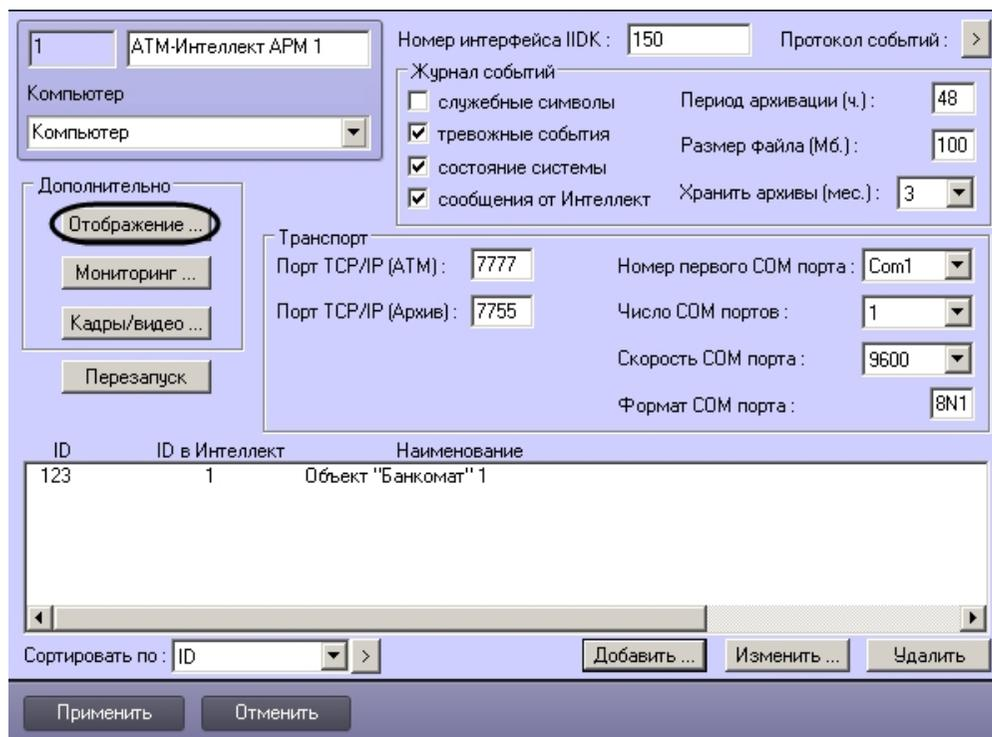 1
АТМ-Интеллект АРМ 1
Компьютер
Компьютер
Номер интерфейса IIDK :
150
Протокол событий :
>
Журнал событий
служебные символы
тревожные события
состояние системы
сообщения от Интеллект
Период архивации (ч.) :
48
Размер файла (Мб.) :
100
Хранить архивы (мес.) :
3
Дополнительно
Отображение ...
Мониторинг ...
Кадры/видео ...
Перезапуск
Транспорт
Порт TCP/IP (АТМ) :
7777
Порт TCP/IP (Архив) :
7755
Номер первого COM порта :
Com1
Число COM портов :
1
Скорость COM порта :
9600
Формат COM порта :
8N1
ID ID в Интеллект Наименование
123 1 Объект "Банкомат" 1
Сортировать по :
ID
>
Добавить ...
Изменить ...
Удалить
Применить
Отменить